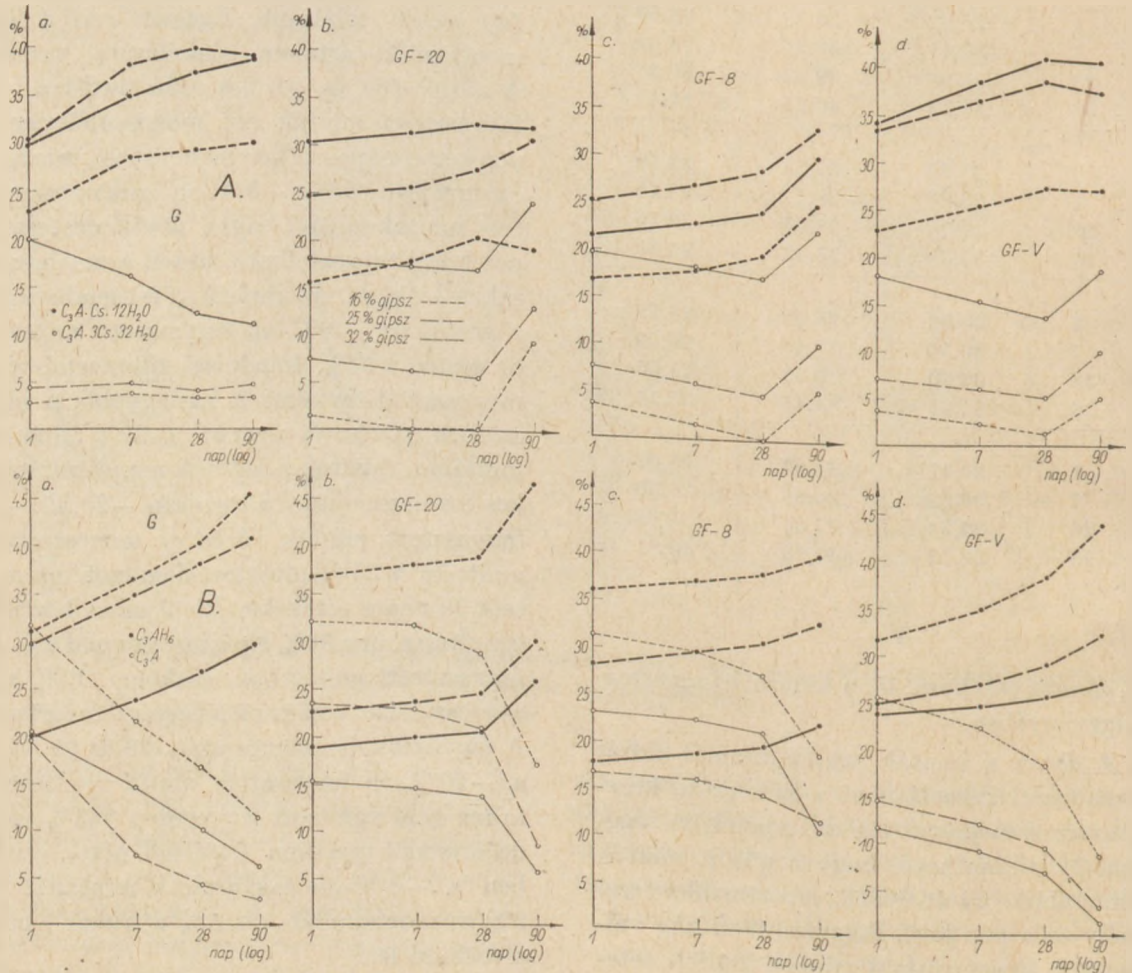 %
a.
40
35
30
25
20
15
10
5
A.
G
• C₃A·Cs·12H₂O
○ C₃A·3Cs·32H₂O
1 7 28 90
nap (log)
%
b.
GF-20
40
35
30
25
20
15
10
5
16% gipsz
25% gipsz
32% gipsz
1 7 28 90
nap (log)
%
c.
GF-8
40
35
30
25
20
15
10
5
1 7 28 90
nap (log)
%
d.
GF-V
40
35
30
25
20
15
10
5
1 7 28 90
nap (log)
%
a.
G
45
40
35
30
25
20
15
10
5
B.
• C₃AH₆
○ C₃A
1 7 28 90
nap (log)
%
b.
GF-20
45
40
35
30
25
20
15
10
5
1 7 28 90
nap (log)
%
c.
GF-8
45
40
35
30
25
20
15
10
5
1 7 28 90
nap (log)
%
d.
GF-V
45
40
35
30
25
20
15
10
5
1 7 28 90
nap (log)